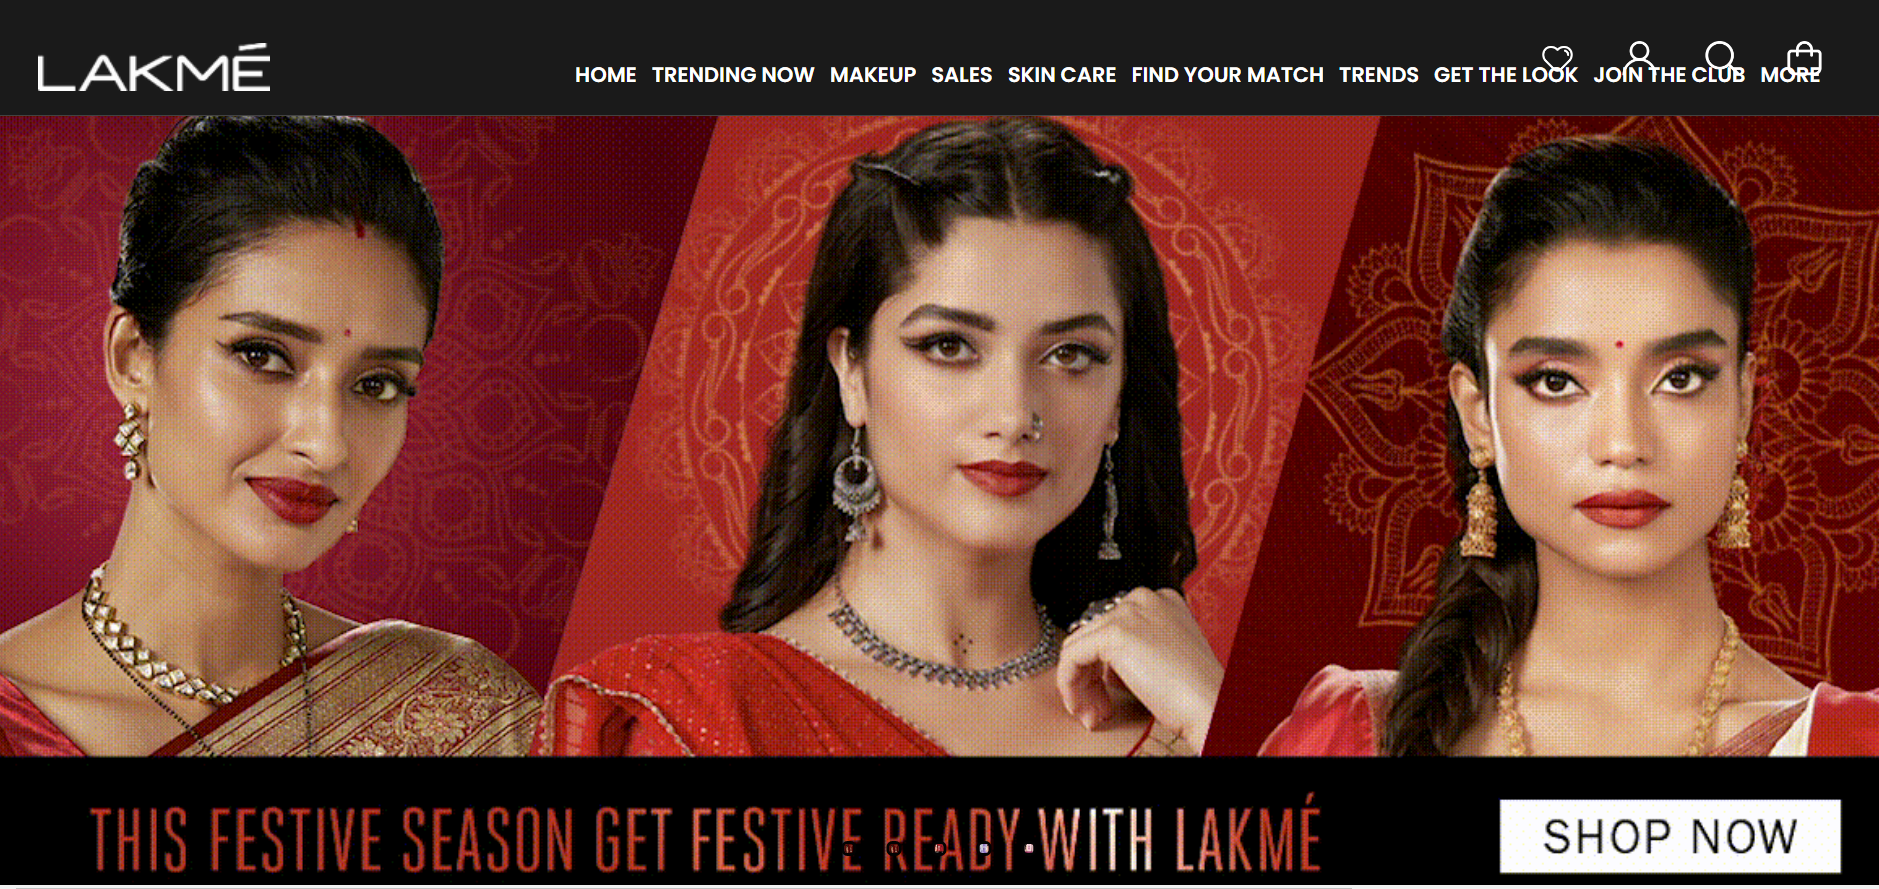 LAKMÉ
HOME TRENDING NOW MAKEUP SALES SKIN CARE FIND YOUR MATCH TRENDS GET THE LOOK JOIN THE CLUB MORE
THIS FESTIVE SEASON GET FESTIVE READY WITH LAKMÉ
SHOP NOW